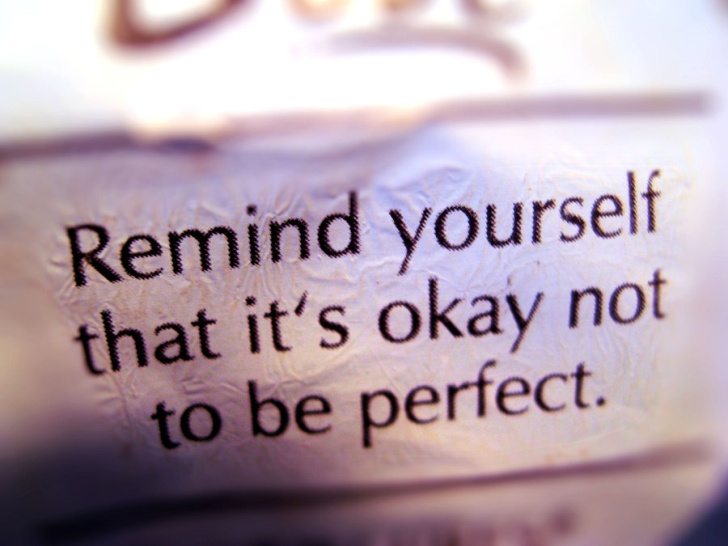 Remind yourself
that it's okay not
to be perfect.